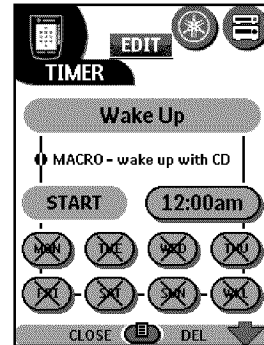 EDIT
TIMER
Wake Up
MACRO - wake up with CD
START 12:00am
MON TUE WED THU
FRI SAT SUN WKL
CLOSE DEL